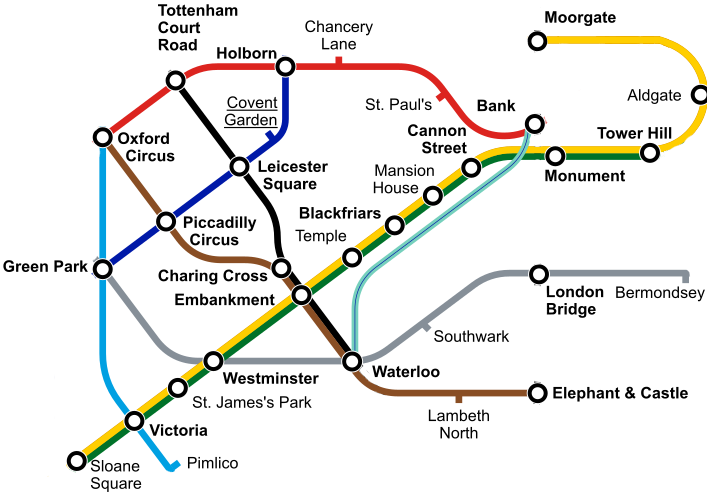 Tottenham
Court
Road
Moorgate
Chancery
Lane
Holborn
Aldgate
St. Paul's
Bank
Covent
Garden
Oxford
Circus
Cannon
Street
Tower Hill
Leicester
Square
Mansion
House
Monument
Blackfriars
Piccadilly
Circus
Temple
Green Park
Charing Cross
Embankment
London
Bridge
Bermondsey
Southwark
Westminster
Waterloo
St. James's Park
Elephant & Castle
Lambeth
North
Victoria
Sloane
Square
Pimlico